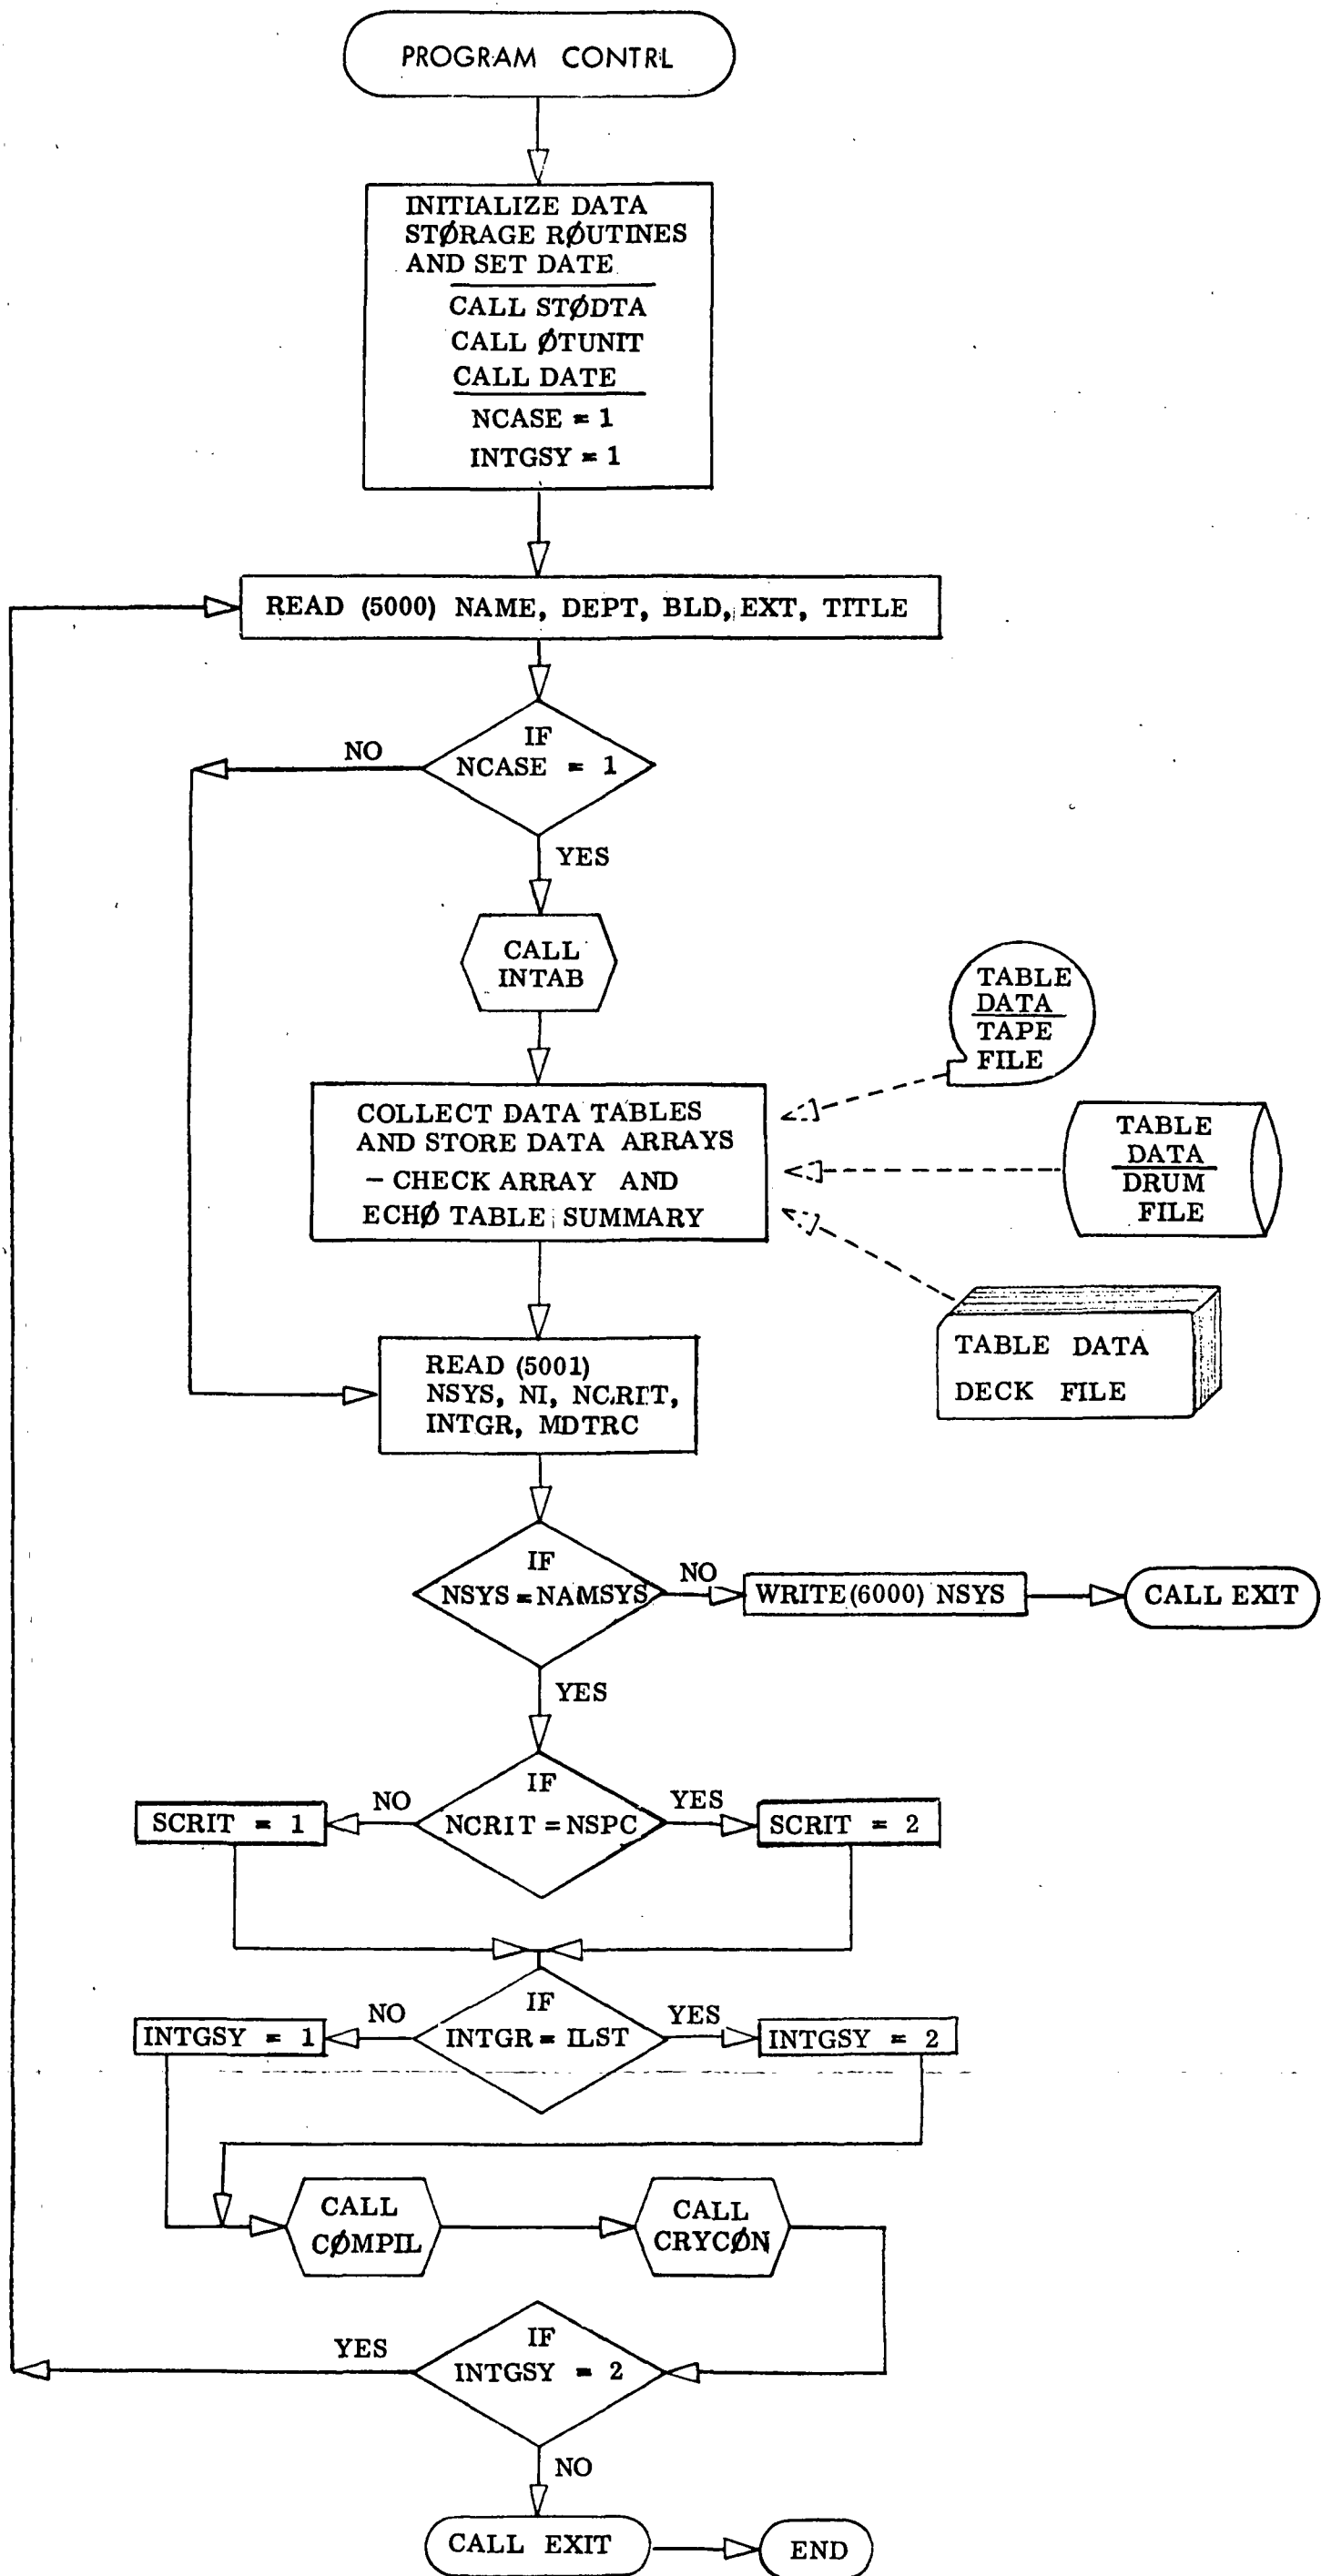 PROGRAM CONTRL
INITIALIZE DATA
STØRAGE RØUTINES
AND SET DATE
CALL STØDTA
CALL ØTUNIT
CALL DATE
NCASE = 1
INTGSY = 1
READ (5000) NAME, DEPT, BLD, EXT, TITLE
IF
NCASE = 1
NO
YES
CALL
INTAB
TABLE
DATA
TAPE
FILE
COLLECT DATA TABLES
AND STORE DATA ARRAYS
- CHECK ARRAY AND
ECHØ TABLE SUMMARY
TABLE
DATA
DRUM
FILE
TABLE DATA
DECK FILE
READ (5001)
NSYS, NI, NCRIT,
INTGR, MDTRC
IF
NSYS = NAMSYS
NO
WRITE (6000) NSYS
CALL EXIT
YES
IF
NCRIT = NSPC
NO
SCRIT = 1
YES
SCRIT = 2
IF
INTGR = ILST
NO
INTGSY = 1
YES
INTGSY = 2
CALL
CØMPIL
CALL
CRYCØN
IF
INTGSY = 2
YES
NO
CALL EXIT
END